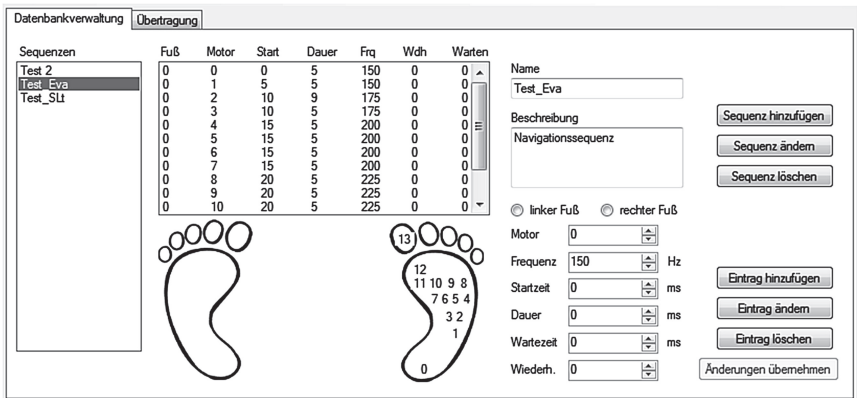 Datenbankverwaltung Übertragung
Sequenzen
Test 2
Test_Eva
Test_SLt
Fuß Motor Start Dauer Frq Wdh Warten
0 0 0 5 150 0 0
0 1 5 5 150 0 0
0 2 10 9 175 0 0
0 3 10 5 175 0 0
0 4 15 5 200 0 0
0 5 15 5 200 0 0
0 6 15 5 200 0 0
0 7 15 5 200 0 0
0 8 20 5 225 0 0
0 9 20 5 225 0 0
0 10 20 5 225 0 0
13
12
11 10 9 8
7 6 5 4
3 2
1
0
Name
Test_Eva
Beschreibung
Navigationssequenz
linker Fuß rechter Fuß
Motor 0
Frequenz 150 Hz
Startzeit 0 ms
Dauer 0 ms
Wartezeit 0 ms
Wiederh. 0
Sequenz hinzufügen
Sequenz ändern
Sequenz löschen
Eintrag hinzufügen
Eintrag ändern
Eintrag löschen
Änderungen übernehmen